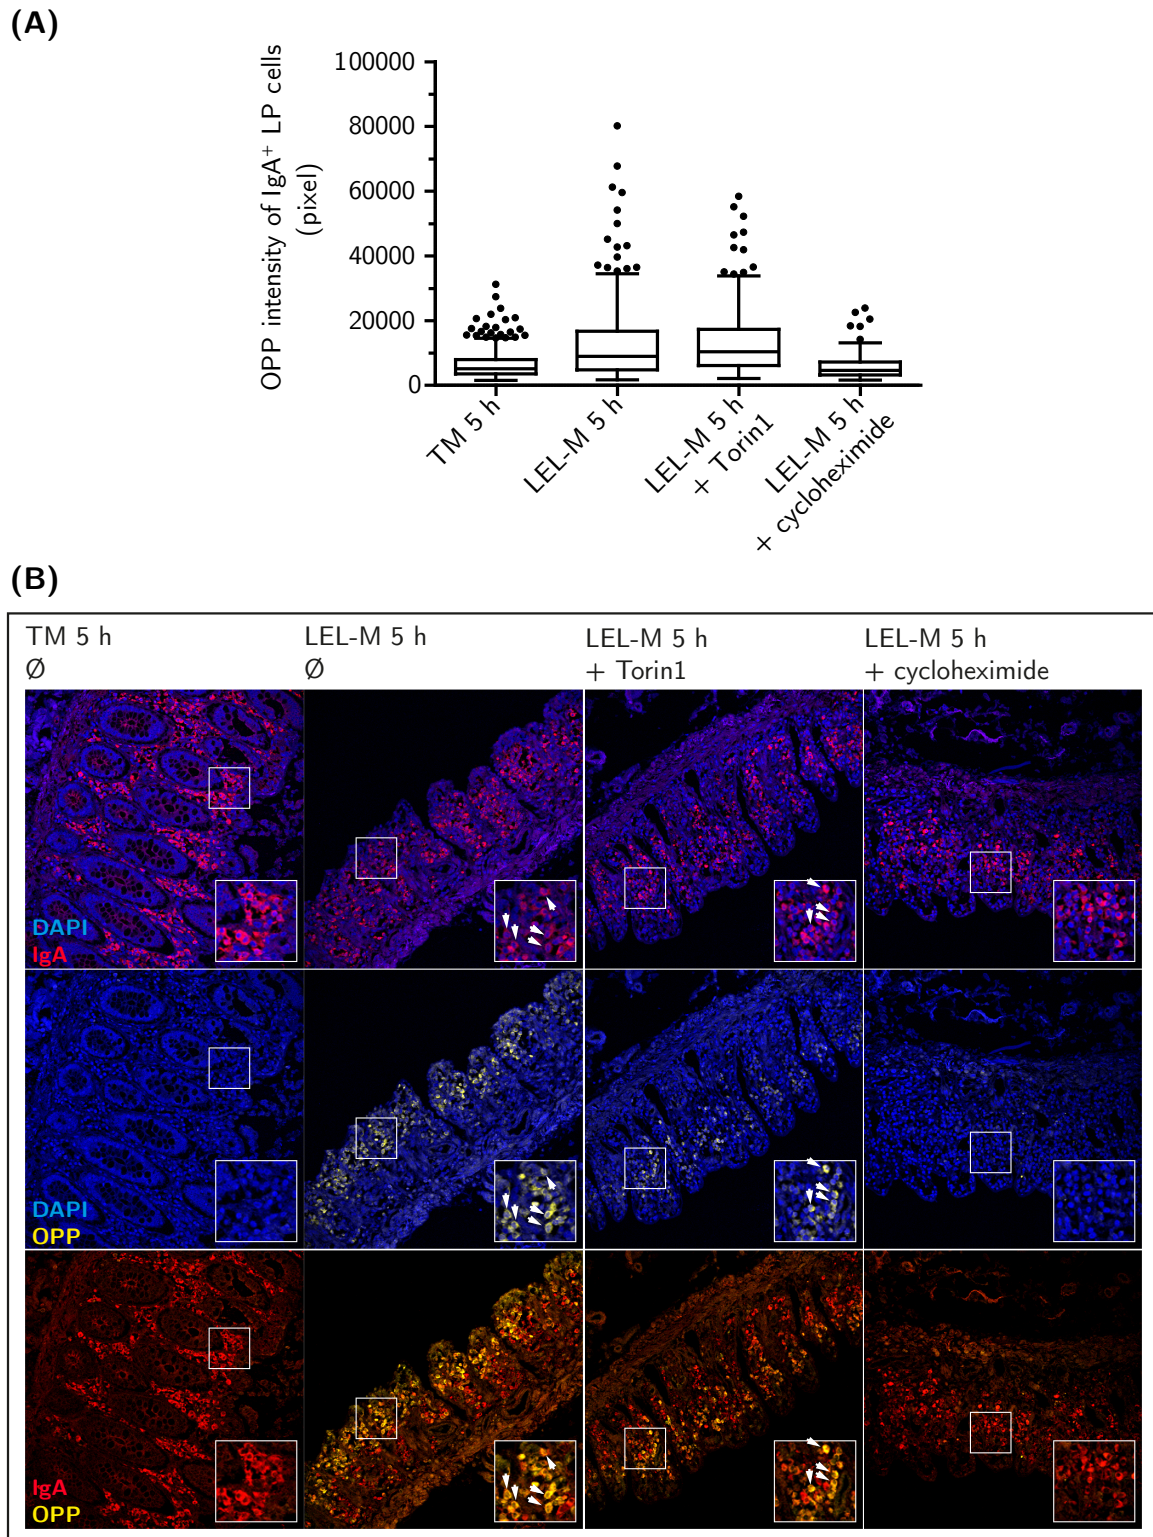 (A)
OPP intensity of IgA⁺ LP cells
(pixel)
100000
80000
60000
40000
20000
0
TM 5 h
LEL-M 5 h
LEL-M 5 h
+ Torin1
LEL-M 5 h
+ cycloheximide
(B)
TM 5 h
Ø
LEL-M 5 h
Ø
LEL-M 5 h
+ Torin1
LEL-M 5 h
+ cycloheximide
DAPI
IgA
DAPI
OPP
IgA
OPP